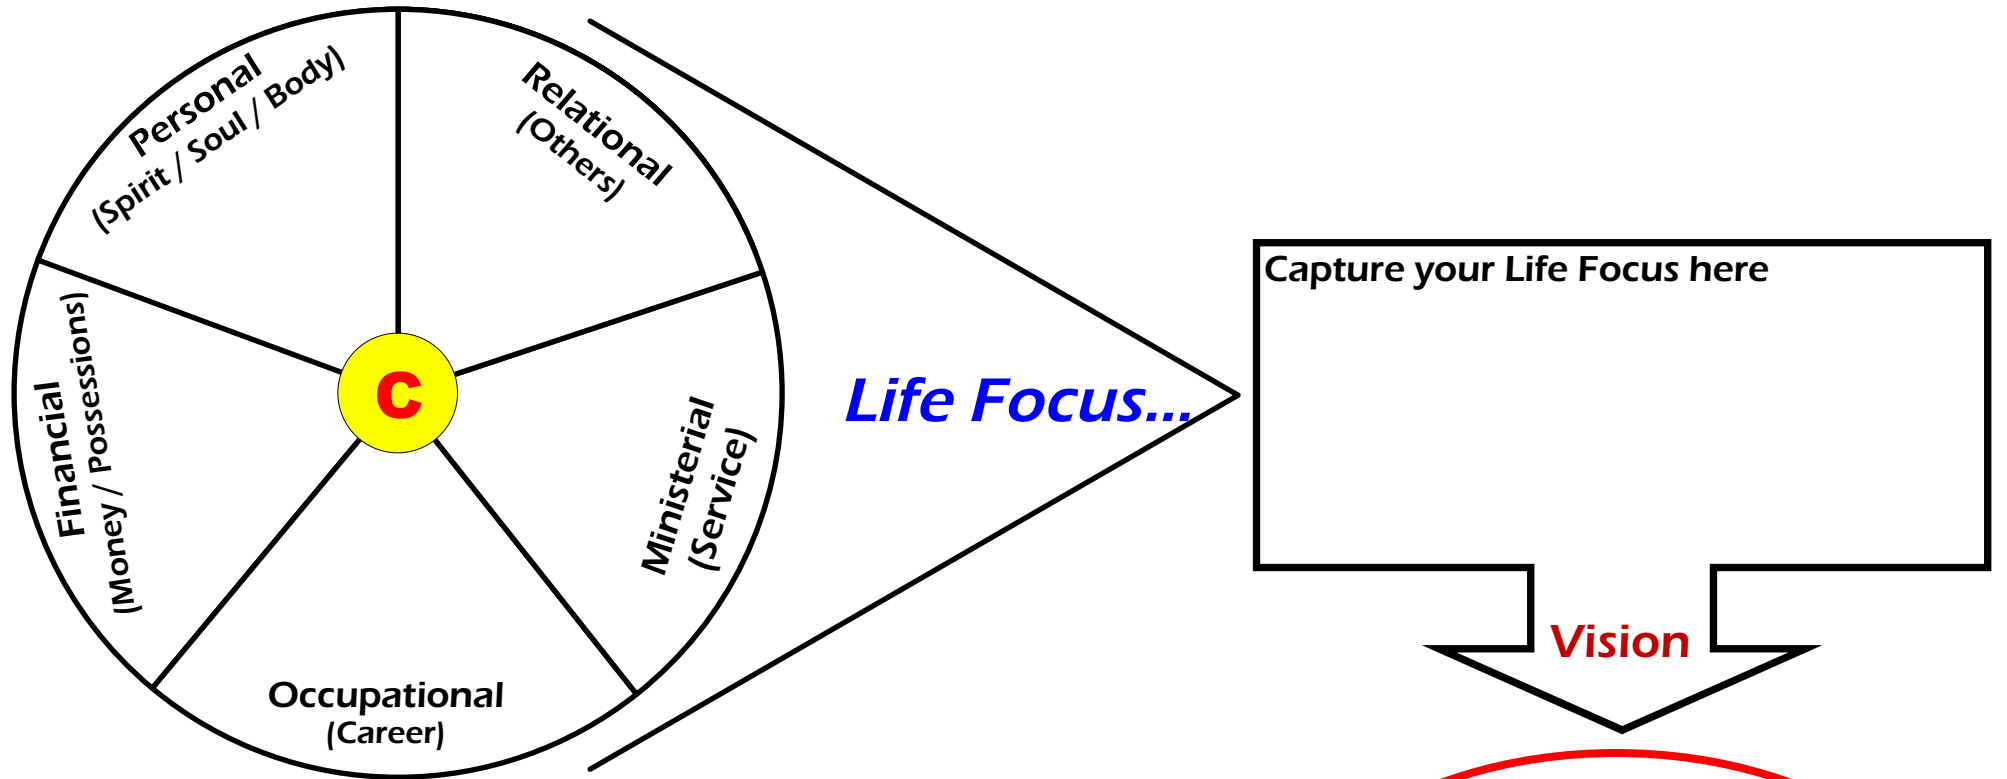 Personal
(Spirit / Soul / Body)
Relational
(Others)
Financial
(Money / Possessions)
C
Ministerial
(Service)
Occupational
(Career)
Life Focus...
Capture your Life Focus here
Vision